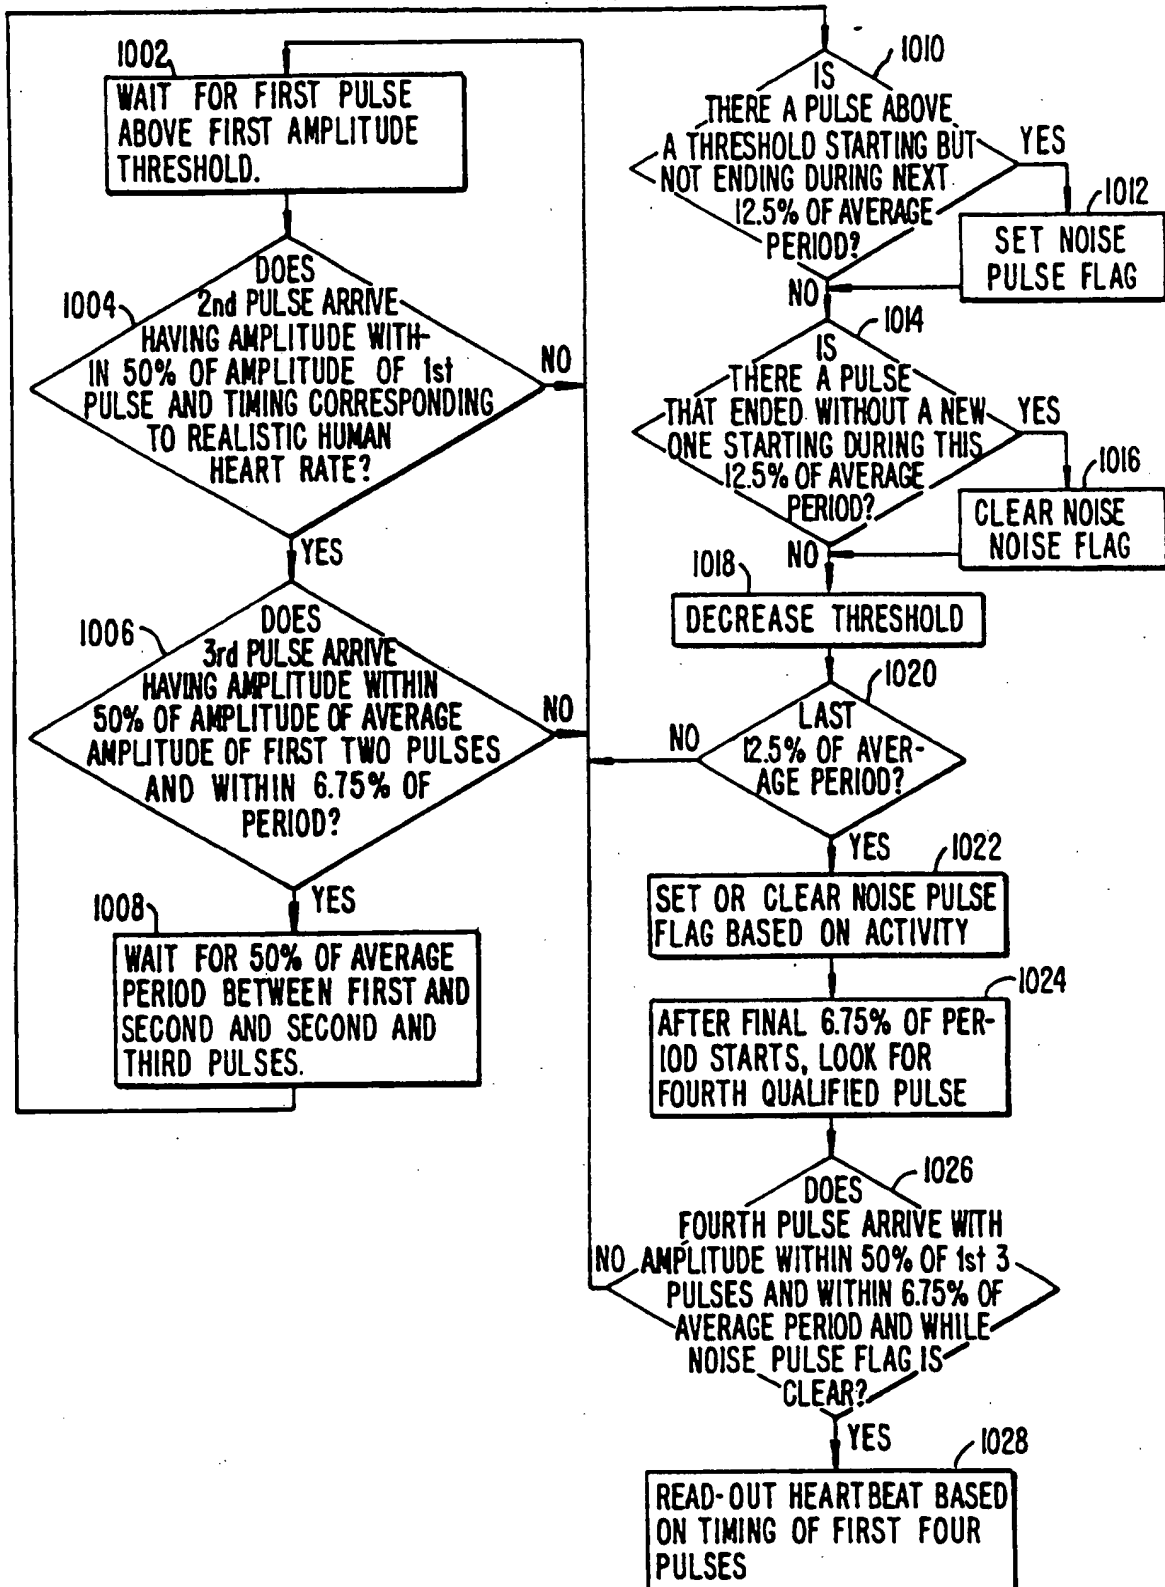 1002
WAIT FOR FIRST PULSE
ABOVE FIRST AMPLITUDE
THRESHOLD.
1004
DOES
2nd PULSE ARRIVE
HAVING AMPLITUDE WITH-
IN 50% OF AMPLITUDE OF 1st
PULSE AND TIMING CORRESPONDING
TO REALISTIC HUMAN
HEART RATE?
NO
YES
1006
DOES
3rd PULSE ARRIVE
HAVING AMPLITUDE WITHIN
50% OF AMPLITUDE OF AVERAGE
AMPLITUDE OF FIRST TWO PULSES
AND WITHIN 6.75% OF
PERIOD?
NO
YES
1008
WAIT FOR 50% OF AVERAGE
PERIOD BETWEEN FIRST AND
SECOND AND SECOND AND
THIRD PULSES.
1010
IS
THERE A PULSE ABOVE
A THRESHOLD STARTING BUT
NOT ENDING DURING NEXT
12.5% OF AVERAGE
PERIOD?
YES
1012
SET NOISE
PULSE FLAG
NO
1014
IS
THERE A PULSE
THAT ENDED WITHOUT A NEW
ONE STARTING DURING THIS
12.5% OF AVERAGE
PERIOD?
YES
1016
CLEAR NOISE
NOISE FLAG
NO
1018
DECREASE THRESHOLD
1020
LAST
12.5% OF AVER-
AGE PERIOD?
NO
YES
1022
SET OR CLEAR NOISE PULSE
FLAG BASED ON ACTIVITY
1024
AFTER FINAL 6.75% OF PER-
IOD STARTS, LOOK FOR
FOURTH QUALIFIED PULSE
1026
DOES
FOURTH PULSE ARRIVE WITH
AMPLITUDE WITHIN 50% OF 1st 3
PULSES AND WITHIN 6.75% OF
AVERAGE PERIOD AND WHILE
NOISE PULSE FLAG IS
CLEAR?
NO
YES
1028
READ-OUT HEARTBEAT BASED
ON TIMING OF FIRST FOUR
PULSES